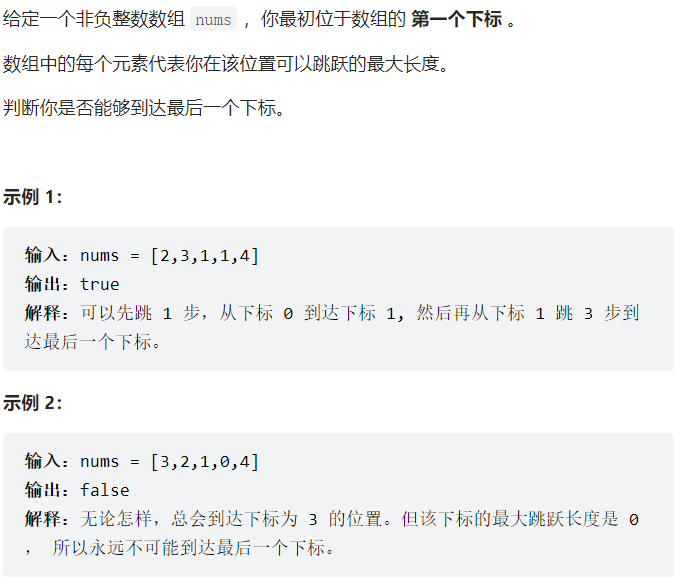 给定一个非负整数数组 nums ，你最初位于数组的 第一个下标 。
数组中的每个元素代表你在该位置可以跳跃的最大长度。
判断你是否能够到达最后一个下标。
示例 1：
输入：nums = [2,3,1,1,4]
输出：true
解释：可以先跳 1 步，从下标 0 到达下标 1, 然后再从下标 1 跳 3 步到
达最后一个下标。
示例 2：
输入：nums = [3,2,1,0,4]
输出：false
解释：无论怎样，总会到达下标为 3 的位置。但该下标的最大跳跃长度是 0
， 所以永远不可能到达最后一个下标。